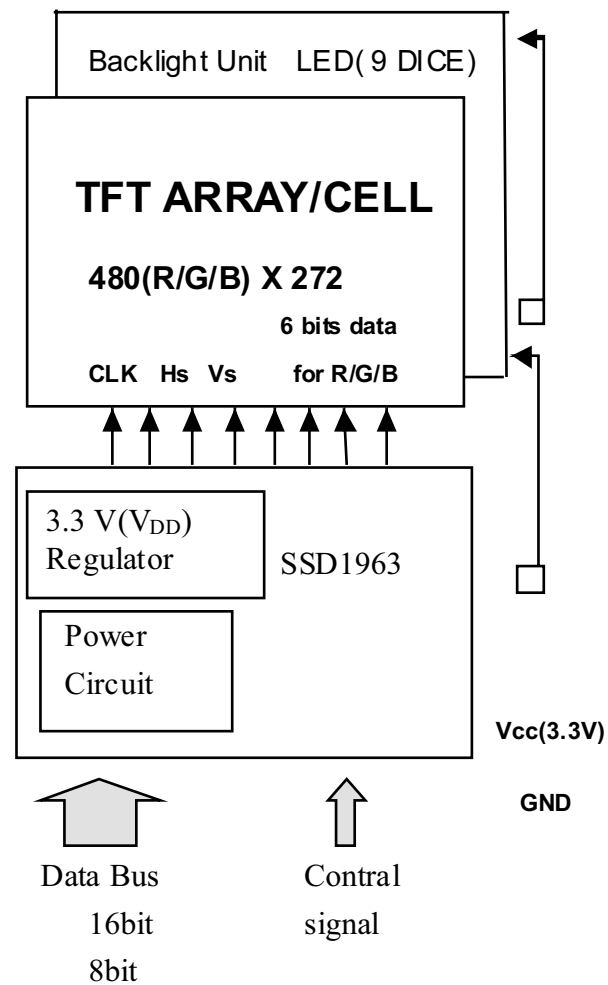 Backlight Unit LED( 9 DICE)
TFT ARRAY/CELL
480(R/G/B) X 272
6 bits data
CLK Hs Vs for R/G/B
3.3 V(VDD)
Regulator
SSD1963
Power
Circuit
Vcc(3.3V)
GND
Data Bus
16bit
8bit
Contral
signal